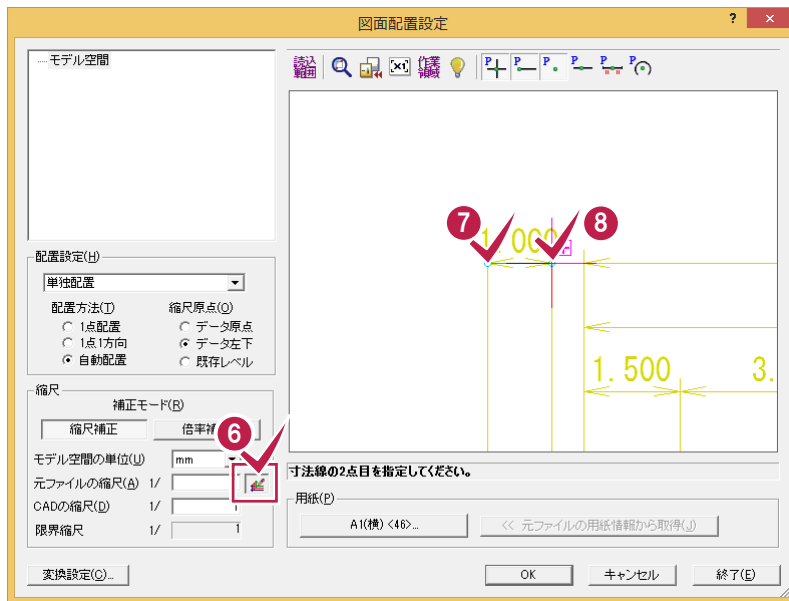 図面配置設定
? ×
モデル空間
読込範囲
[×1]
作業領域
P P P P P P
配置設定(H)
単独配置
配置方法(T) 縮尺原点(O)
1点配置 データ原点
1点1方向 データ左下
自動配置 既存レベル
縮尺
補正モード(R)
縮尺補正 倍率補
6
モデル空間の単位(U) mm
元ファイルの縮尺(A) 1/
CADの縮尺(D) 1/ 1
限界縮尺 1/ 1
7
8
1.000
1.500 3.
寸法線の2点目を指定してください。
用紙(P)
A1(横) <46>... << 元ファイルの用紙情報から取得(J)
変換設定(C)...
OK キャンセル 終了(E)